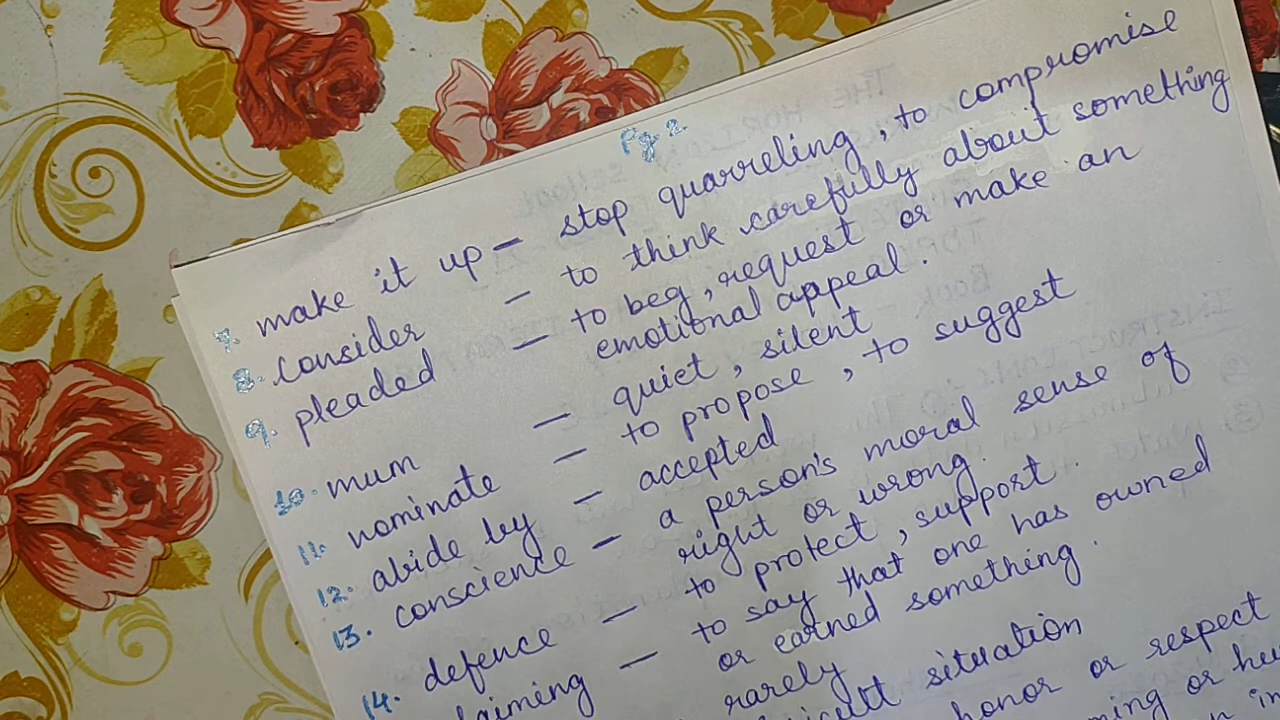 Pg 2.
7. make it up — stop quarreling, to compromise
8. consider — to think carefully about something
9. pleaded — to beg, request or make an
emotional appeal.
10. mum — quiet, silent
11. nominate — to propose, to suggest
12. abide by — accepted
13. conscience — a person's moral sense of
right or wrong.
14. defence — to protect, support.
laiming — to say that one has owned
or earned something.
rarely
situation
honor or respect
or